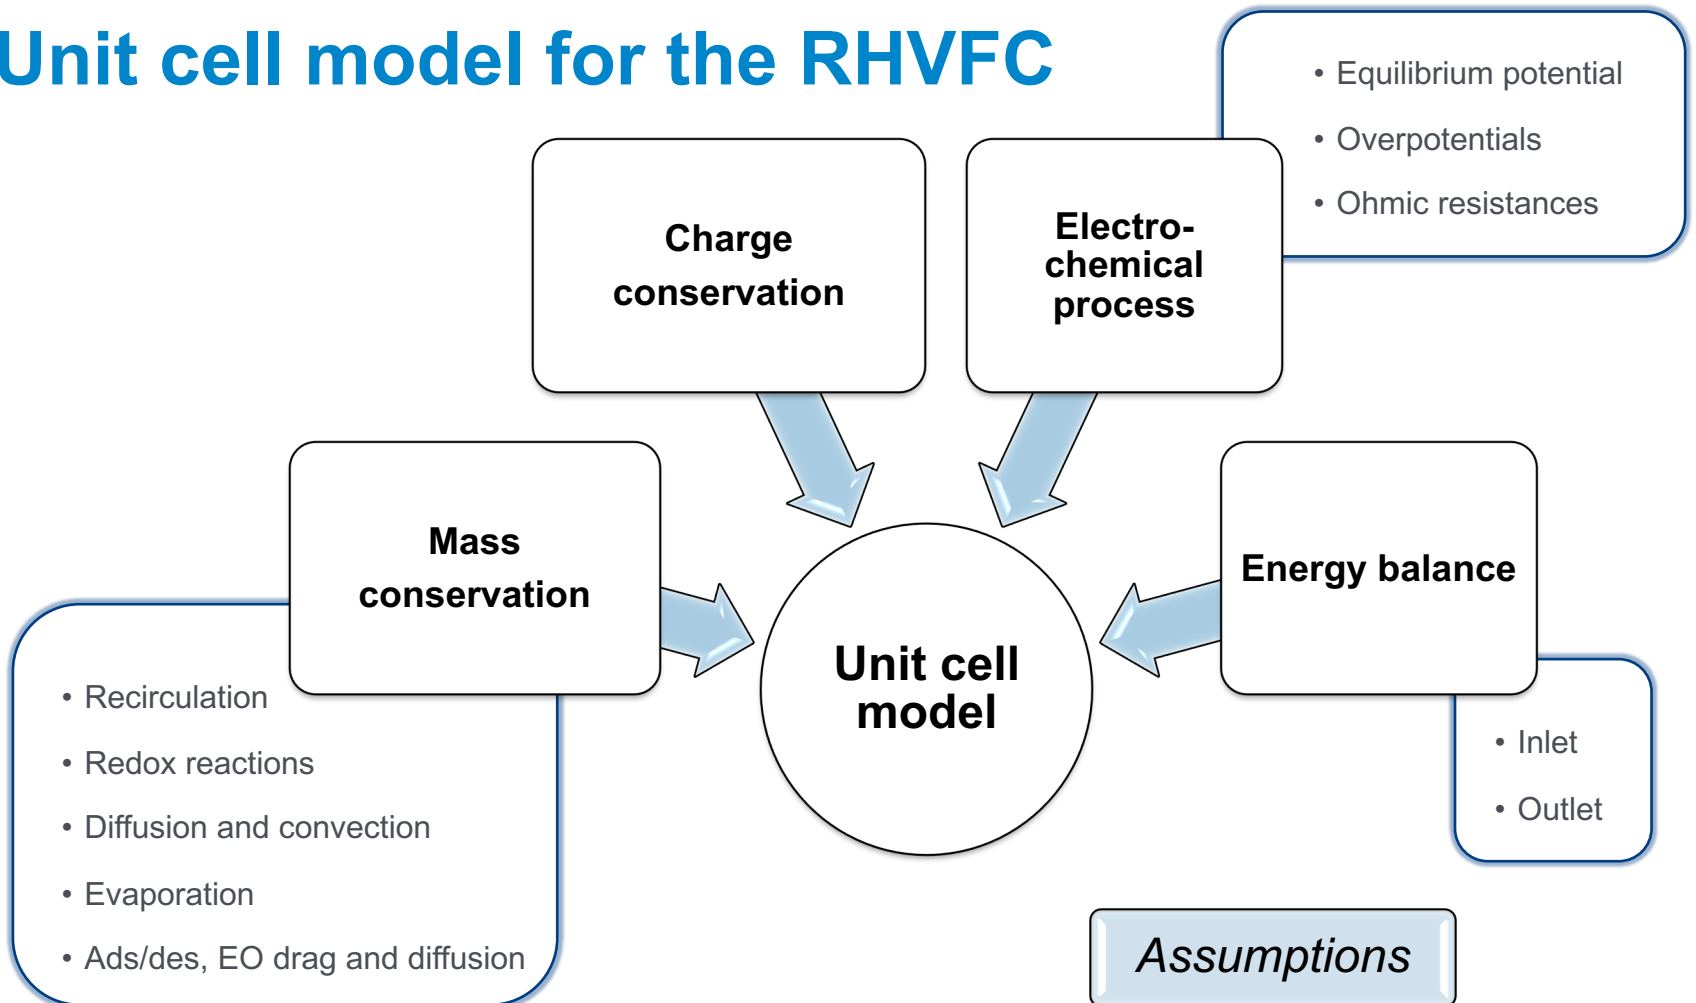 Unit cell model for the RHVFC
• Equilibrium potential
• Overpotentials
• Ohmic resistances
Charge
conservation
Electro-
chemical
process
Mass
conservation
Energy balance
Unit cell
model
• Recirculation
• Redox reactions
• Diffusion and convection
• Evaporation
• Ads/des, EO drag and diffusion
• Inlet
• Outlet
Assumptions